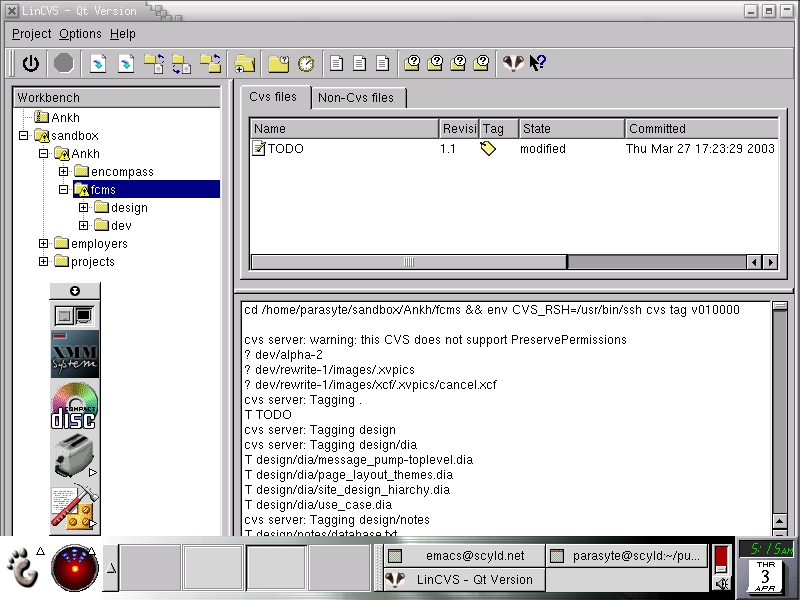 LinCVS - Qt Version
Project Options Help
Workbench
Ankh
sandbox
Ankh
encompass
fcms
design
dev
employers
projects
XMM
system
COMPACT
disc
Cvs files Non-Cvs files
Name Revisi Tag State Committed
TODO 1.1 modified Thu Mar 27 17:23:29 2003
cd /home/parasyte/sandbox/Ankh/fcms && env CVS_RSH=/usr/bin/ssh cvs tag v010000
cvs server: warning: this CVS does not support PreservePermissions
? dev/alpha-2
? dev/rewrite-1/images/.xvpics
? dev/rewrite-1/images/xcf/.xvpics/cancel.xcf
cvs server: Tagging .
T TODO
cvs server: Tagging design
cvs server: Tagging design/dia
T design/dia/message_pump-toplevel.dia
T design/dia/page_layout_themes.dia
T design/dia/site_design_hiarchy.dia
T design/dia/use_case.dia
cvs server: Tagging design/notes
T design/notes/database.txt
emacs@scyld.net parasyte@scyld:~/pu...
LinCVS - Qt Version
5:15AM
THR
3
APR